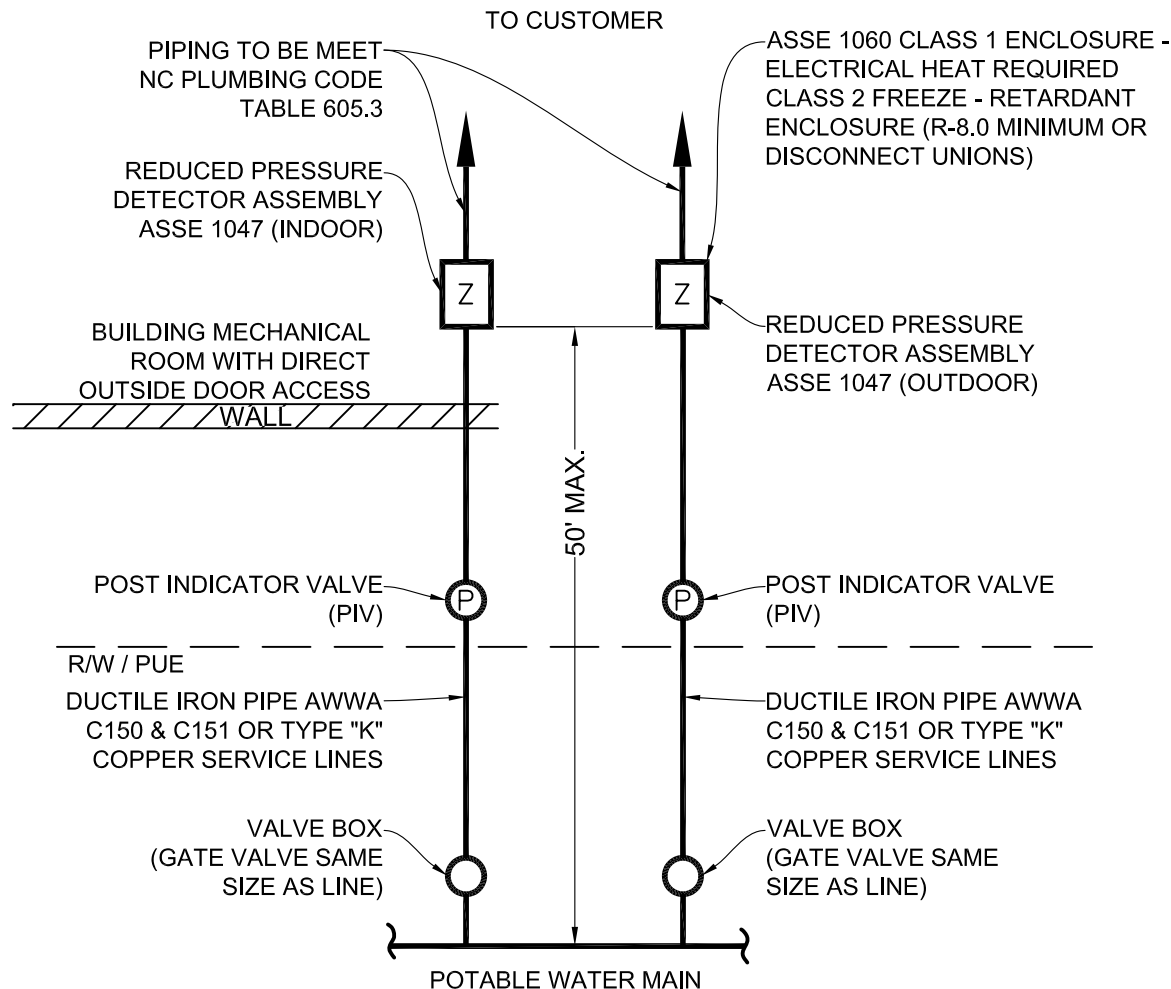 TO CUSTOMER
PIPING TO BE MEET
NC PLUMBING CODE
TABLE 605.3
ASSE 1060 CLASS 1 ENCLOSURE -
ELECTRICAL HEAT REQUIRED
CLASS 2 FREEZE - RETARDANT
ENCLOSURE (R-8.0 MINIMUM OR
DISCONNECT UNIONS)
REDUCED PRESSURE
DETECTOR ASSEMBLY
ASSE 1047 (INDOOR)
Z
Z
BUILDING MECHANICAL
ROOM WITH DIRECT
OUTSIDE DOOR ACCESS
WALL
REDUCED PRESSURE
DETECTOR ASSEMBLY
ASSE 1047 (OUTDOOR)
50' MAX.
POST INDICATOR VALVE
(PIV)
P
P
POST INDICATOR VALVE
(PIV)
R/W / PUE
DUCTILE IRON PIPE AWWA
C150 & C151 OR TYPE "K"
COPPER SERVICE LINES
DUCTILE IRON PIPE AWWA
C150 & C151 OR TYPE "K"
COPPER SERVICE LINES
VALVE BOX
(GATE VALVE SAME
SIZE AS LINE)
VALVE BOX
(GATE VALVE SAME
SIZE AS LINE)
POTABLE WATER MAIN